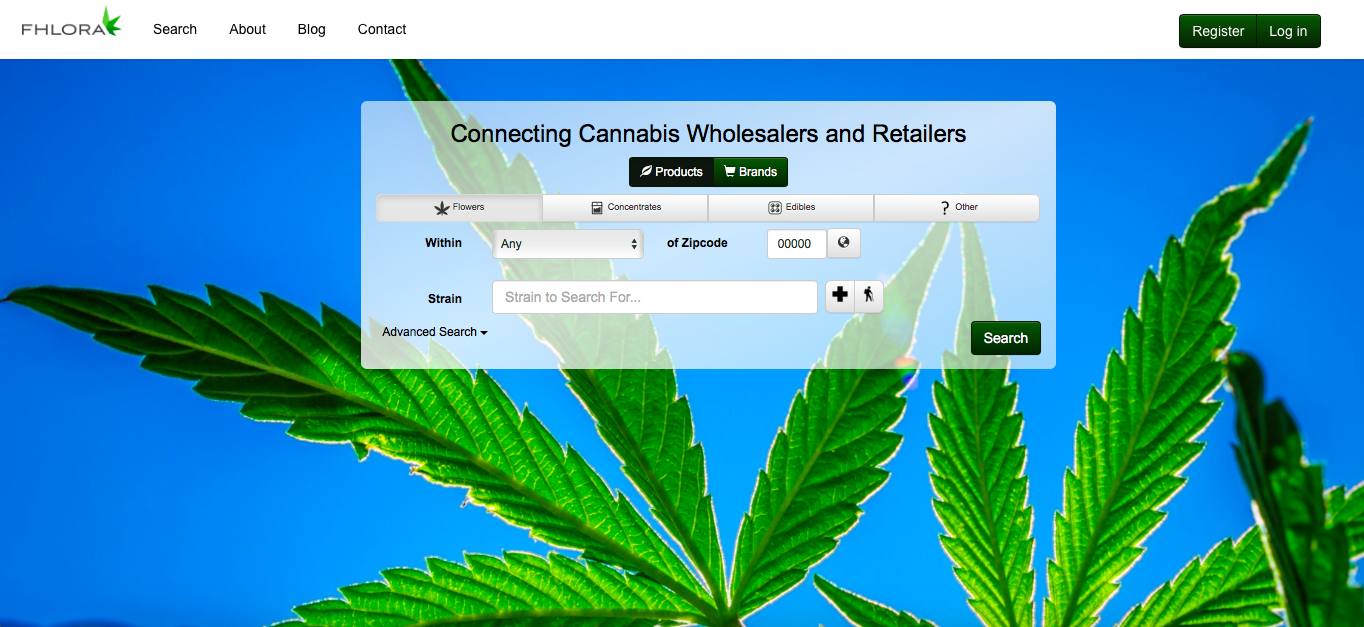 FHLORA Search About Blog Contact Register Log in
Connecting Cannabis Wholesalers and Retailers
Products Brands
Flowers Concentrates Edibles ? Other
Within Any of Zipcode 00000
Strain Strain to Search For...
Advanced Search
Search